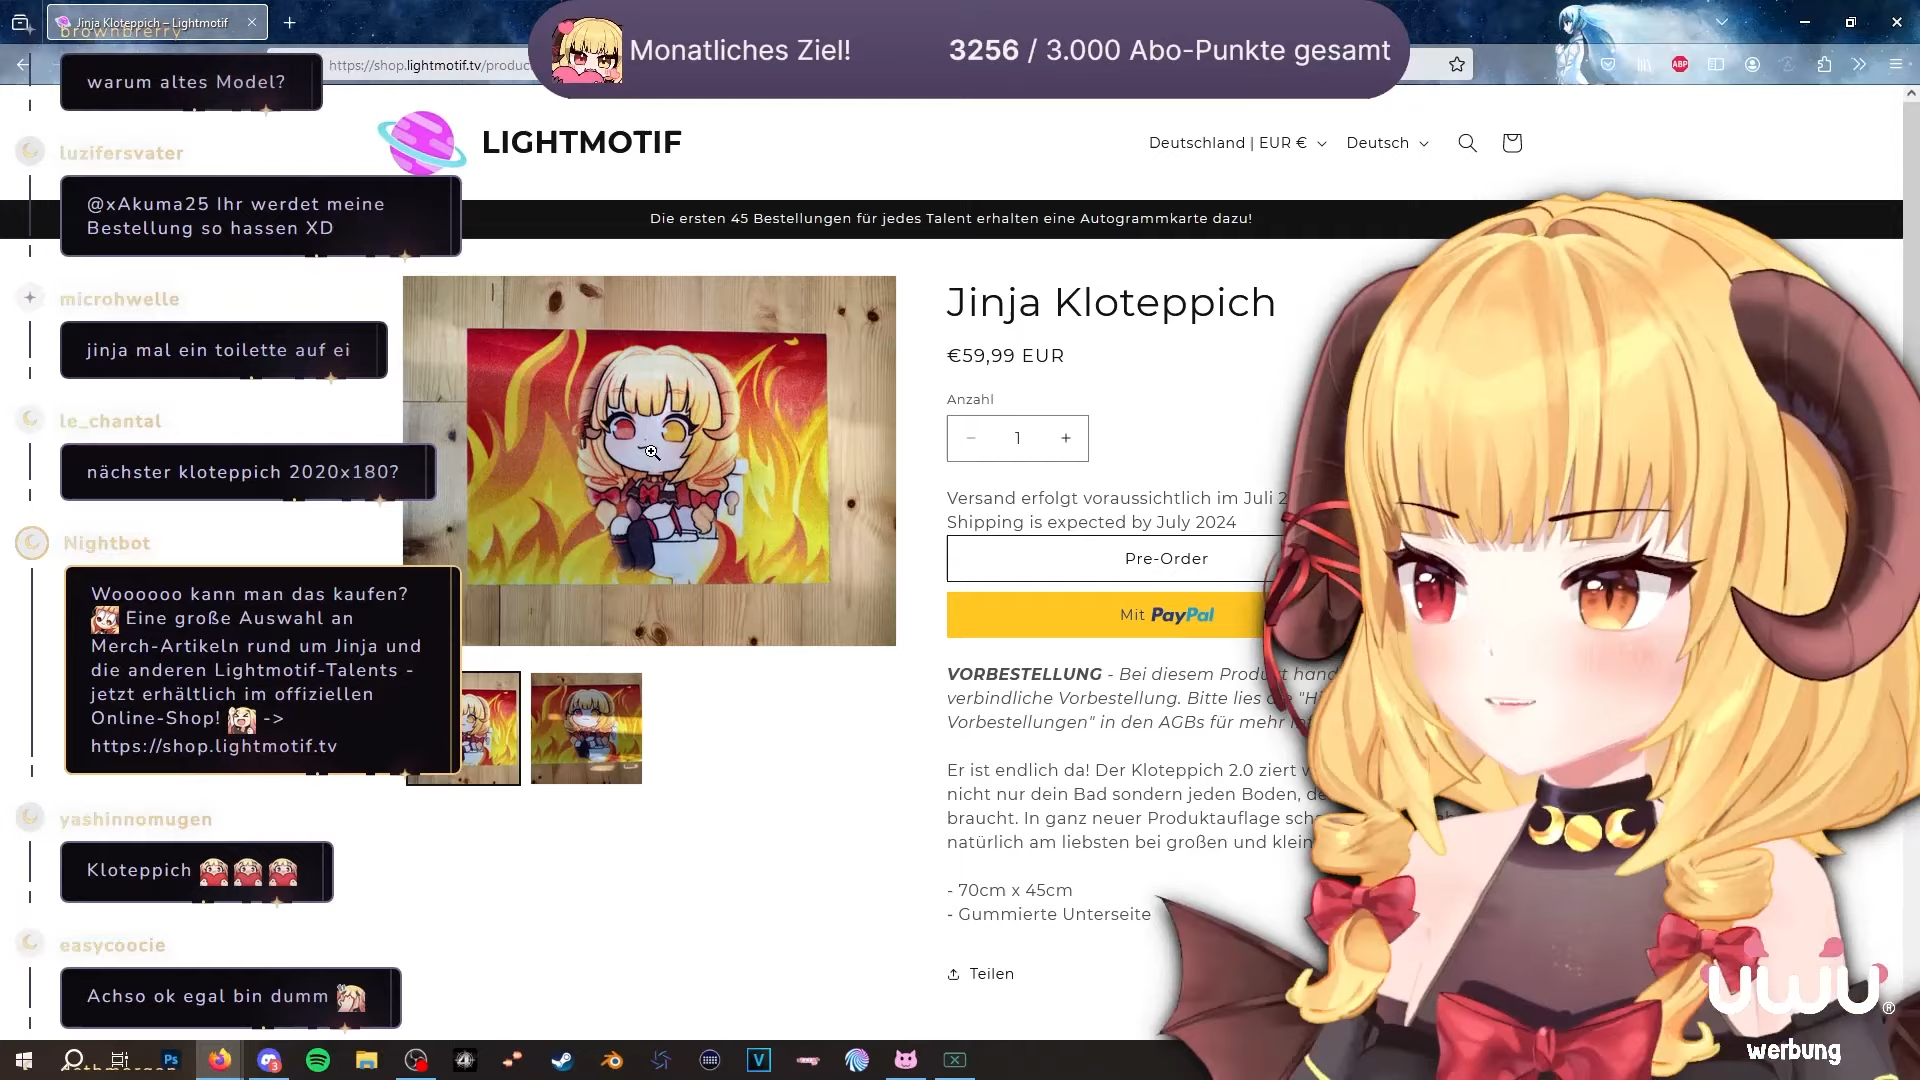 Jinja Kloteppich – Lightmotif
https://shop.lightmotif.tv/produc
Monatliches Ziel!
3256 / 3.000 Abo-Punkte gesamt
ABP
brownbrerry
warum altes Model?
luzifersvater
@xAkuma25 Ihr werdet meine
Bestellung so hassen XD
microhwelle
jinja mal ein toilette auf ei
le_chantal
nächster kloteppich 2020x180?
Nightbot
Woooooo kann man das kaufen?
Eine große Auswahl an
Merch-Artikeln rund um Jinja und
die anderen Lightmotif-Talents -
jetzt erhältlich im offiziellen
Online-Shop! ->
https://shop.lightmotif.tv
yashinnomugen
Kloteppich
easycoocie
Achso ok egal bin dumm
LIGHTMOTIF
Deutschland | EUR €
Deutsch
Die ersten 45 Bestellungen für jedes Talent erhalten eine Autogrammkarte dazu!
Jinja Kloteppich
€59,99 EUR
Anzahl
− 1 +
Versand erfolgt voraussichtlich im Juli 2
Shipping is expected by July 2024
Pre-Order
Mit PayPal
VORBESTELLUNG - Bei diesem Produkt hand
verbindliche Vorbestellung. Bitte lies die "Hi
Vorbestellungen" in den AGBs für mehr
Er ist endlich da! Der Kloteppich 2.0 ziert
nicht nur dein Bad sondern jeden Boden,
braucht. In ganz neuer Produktauflage
natürlich am liebsten bei großen und klein
- 70cm x 45cm
- Gummierte Unterseite
Teilen
uwu ®
werbung
Ps
3
V